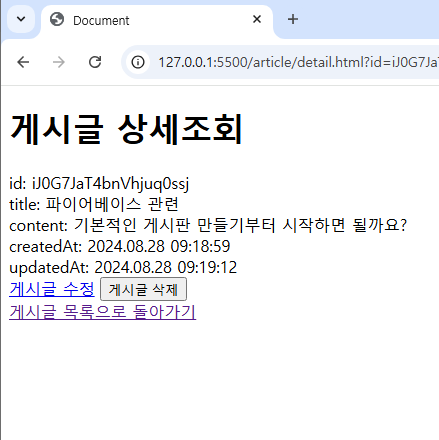 Document
127.0.0.1:5500/article/detail.html?id=iJ0G7Ja
게시글 상세조회
id: iJ0G7JaT4bnVhjuq0ssj
title: 파이어베이스 관련
content: 기본적인 게시판 만들기부터 시작하면 될까요?
createdAt: 2024.08.28 09:18:59
updatedAt: 2024.08.28 09:19:12
게시글 수정 게시글 삭제
게시글 목록으로 돌아가기